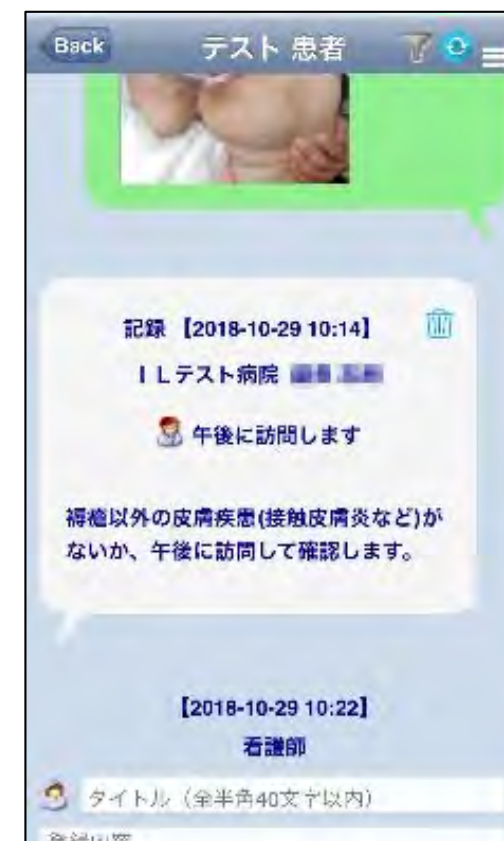 Back テスト 患者
記録 【2018-10-29 10:14】
ILテスト病院
午後に訪問します
褥瘡以外の皮膚疾患(接触皮膚炎など)が
ないか、午後に訪問して確認します。
【2018-10-29 10:22】
看護師
タイトル（全半角40文字以内）